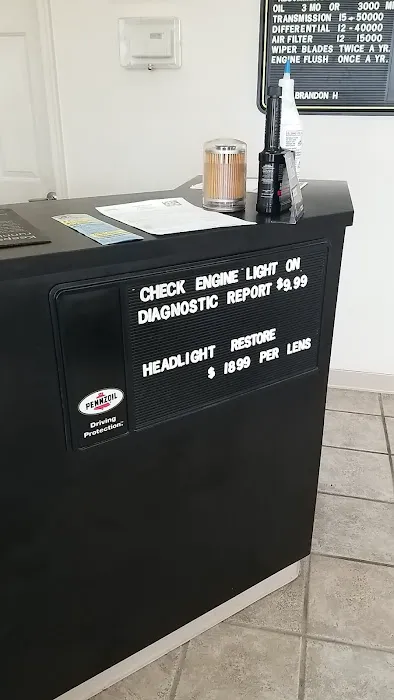 OIL 3 MO OR 3000 MI
TRANSMISSION 15-50000
DIFFERENTIAL 12-40000
AIR FILTER 12 15000
WIPER BLADES TWICE A YR.
ENGINE FLUSH ONCE A YR.
BRANDON H
CHECK ENGINE LIGHT ON
DIAGNOSTIC REPORT $9.99
HEADLIGHT RESTORE
$ 1899 PER LENS
PENNZOIL
Driving
Protection.